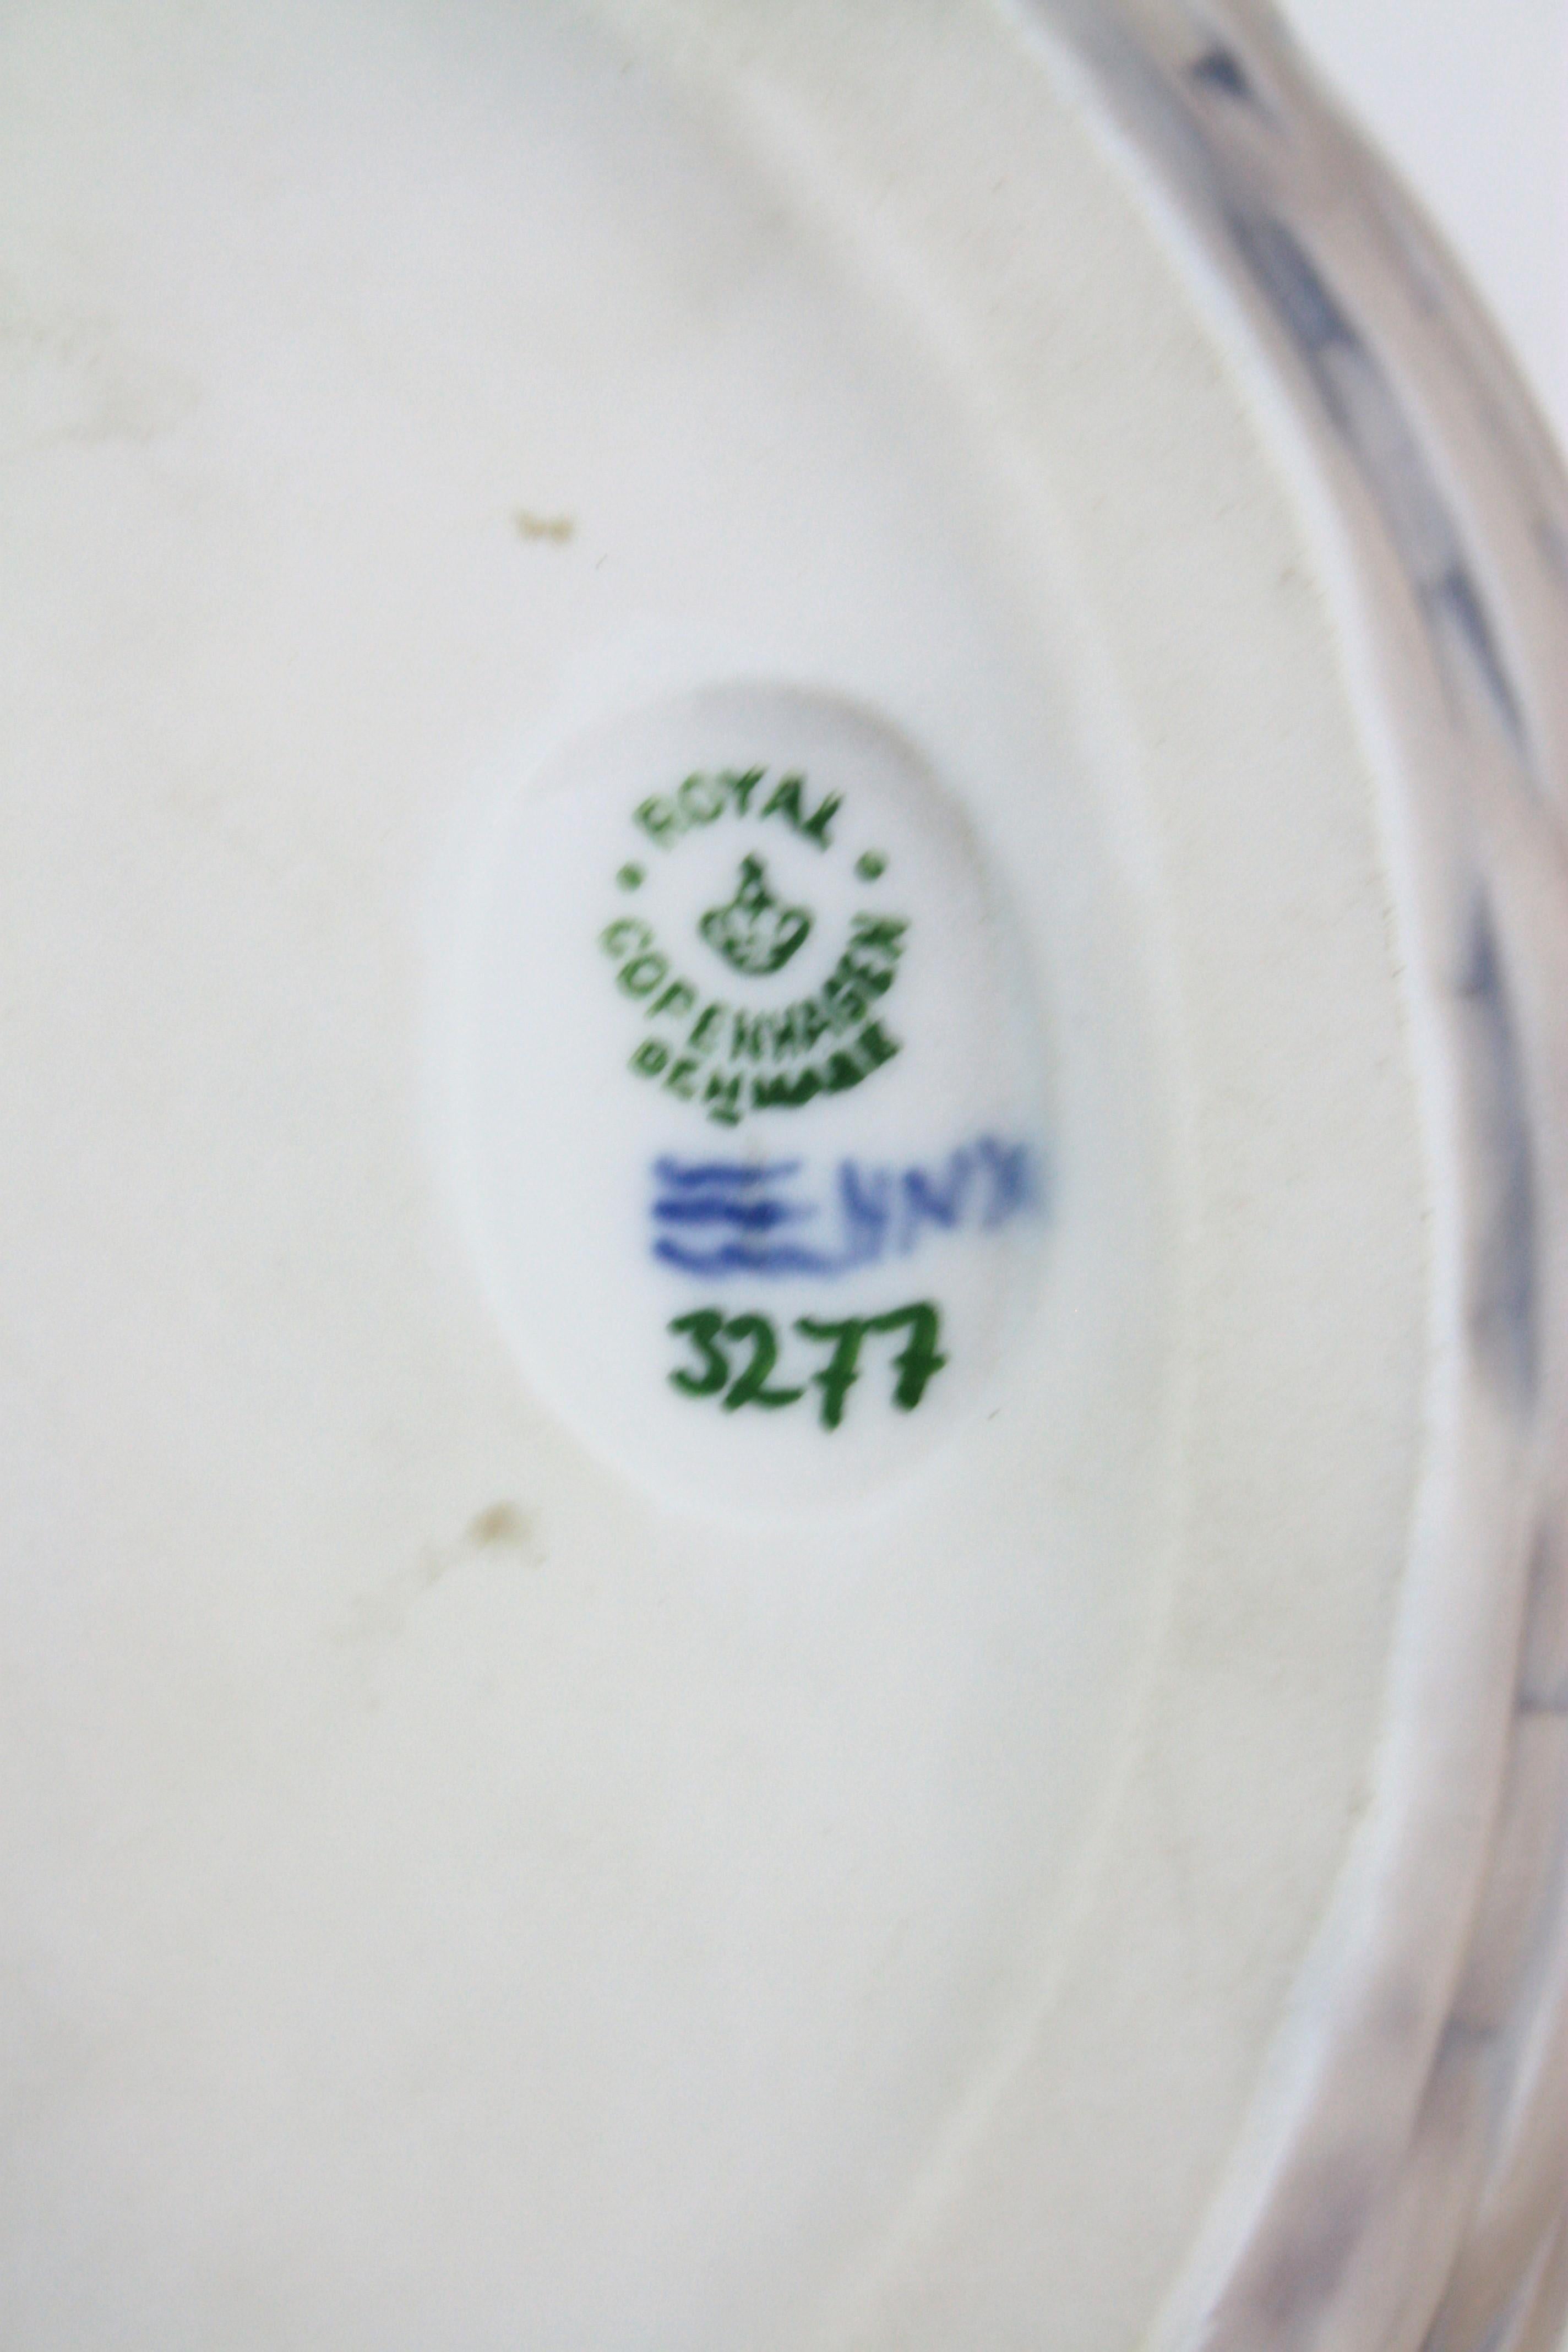 ROYAL
COPENHAGEN
DENMARK
3277